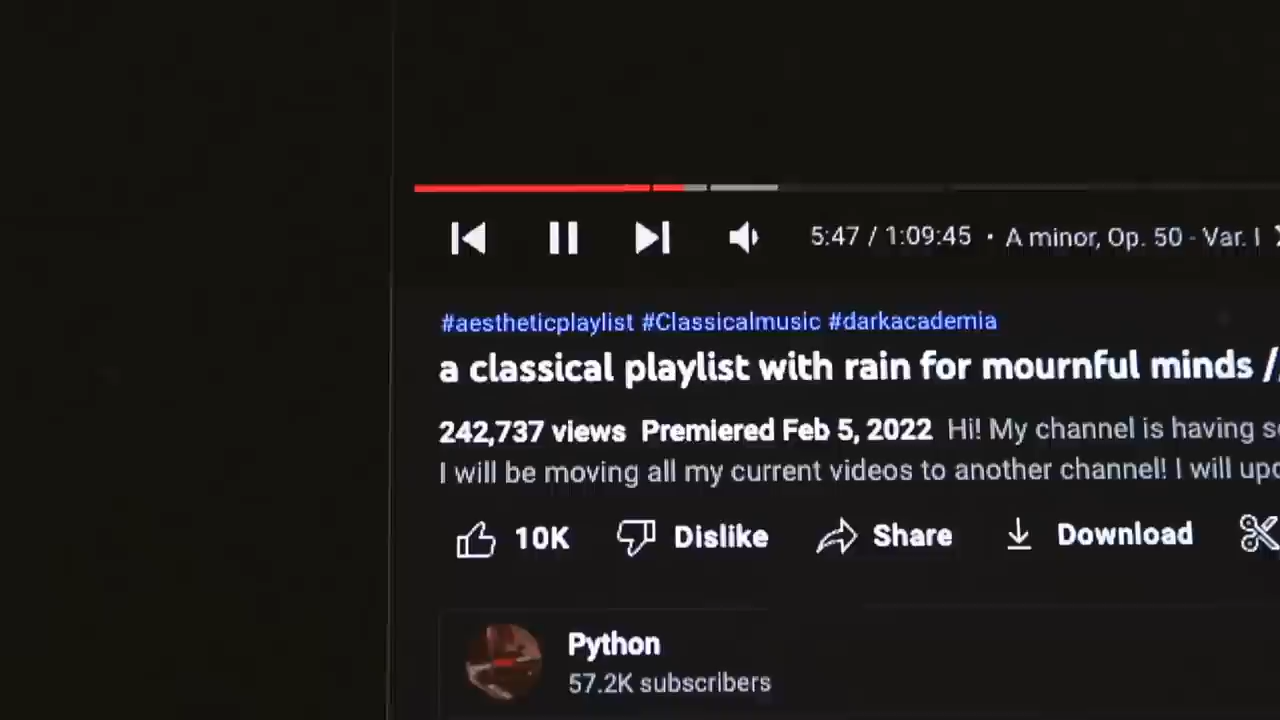 5:47 / 1:09:45 · A minor, Op. 50 - Var. I
#aestheticplaylist #Classicalmusic #darkacademia
a classical playlist with rain for mournful minds /
242,737 views Premiered Feb 5, 2022 Hi! My channel is having
I will be moving all my current videos to another channel! I will
10K Dislike Share Download
Python
57.2K subscribers